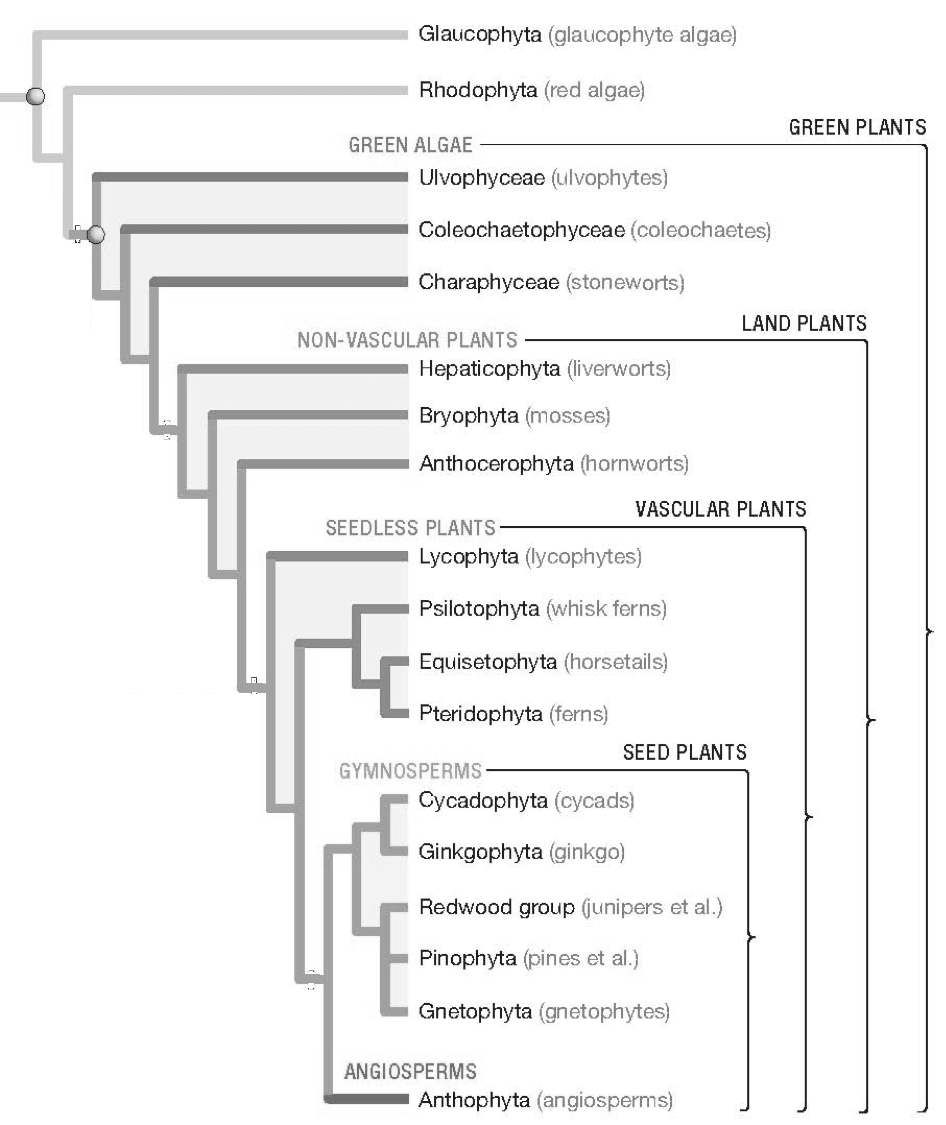 Glaucophyta (glaucophyte algae)
Rhodophyta (red algae)
GREEN PLANTS
GREEN ALGAE
Ulvophyceae (ulvophytes)
Coleochaetophyceae (coleochaetes)
Charaphyceae (stoneworts)
LAND PLANTS
NON-VASCULAR PLANTS
Hepaticophyta (liverworts)
Bryophyta (mosses)
Anthocerophyta (hornworts)
VASCULAR PLANTS
SEEDLESS PLANTS
Lycophyta (lycophytes)
Psilotophyta (whisk ferns)
Equisetophyta (horsetails)
Pteridophyta (ferns)
SEED PLANTS
GYMNOSPERMS
Cycadophyta (cycads)
Ginkgophyta (ginkgo)
Redwood group (junipers et al.)
Pinophyta (pines et al.)
Gnetophyta (gnetophytes)
ANGIOSPERMS
Anthophyta (angiosperms)